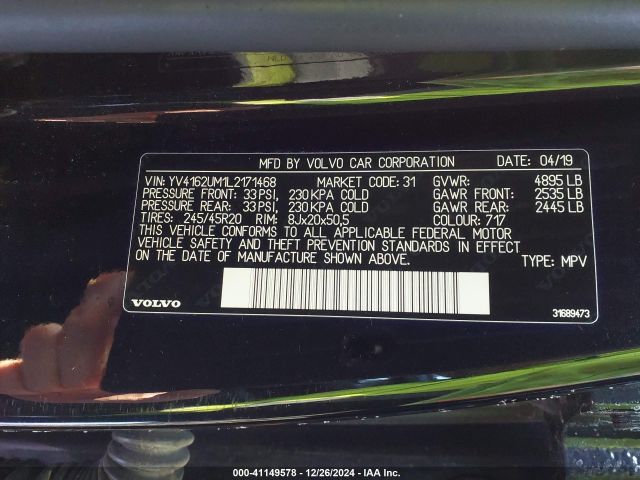 MFD BY VOLVO CAR CORPORATION DATE: 04/19
VIN: YV4162UM1L2171468 MARKET CODE: 31 GVWR: 4895 LB
PRESSURE FRONT: 33 PSI, 230 KPA COLD GAWR FRONT: 2535 LB
PRESSURE REAR: 33 PSI, 230 KPA COLD GAWR REAR: 2445 LB
TIRES: 245/45R20 RIM: 8Jx20x50,5 COLOUR: 717
THIS VEHICLE CONFORMS TO ALL APPLICABLE FEDERAL MOTOR
VEHICLE SAFETY AND THEFT PREVENTION STANDARDS IN EFFECT
ON THE DATE OF MANUFACTURE SHOWN ABOVE. TYPE: MPV
VOLVO 31689473
000-41149578 - 12/26/2024 - IAA Inc.